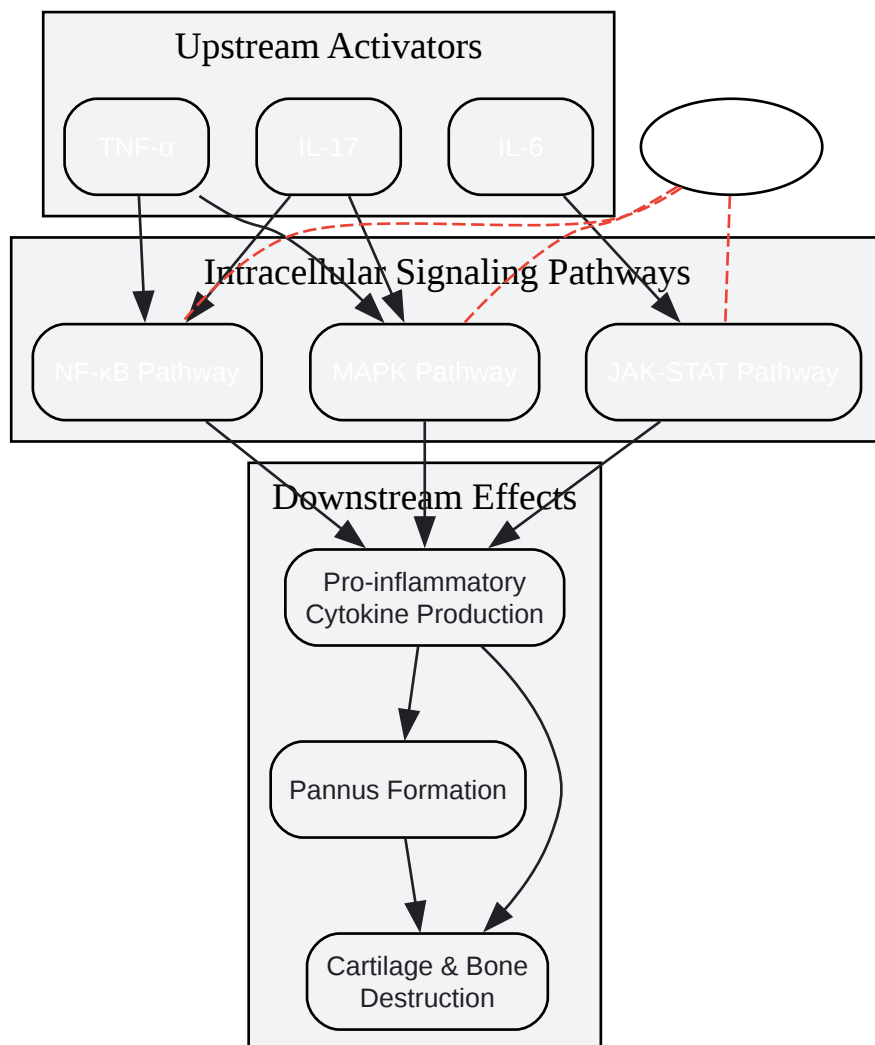 Upstream Activators
TNF-α
IL-17
IL-6
Intracellular Signaling Pathways
NF-κB Pathway
MAPK Pathway
JAK-STAT Pathway
Downstream Effects
Pro-inflammatory
Cytokine Production
Pannus Formation
Cartilage & Bone
Destruction